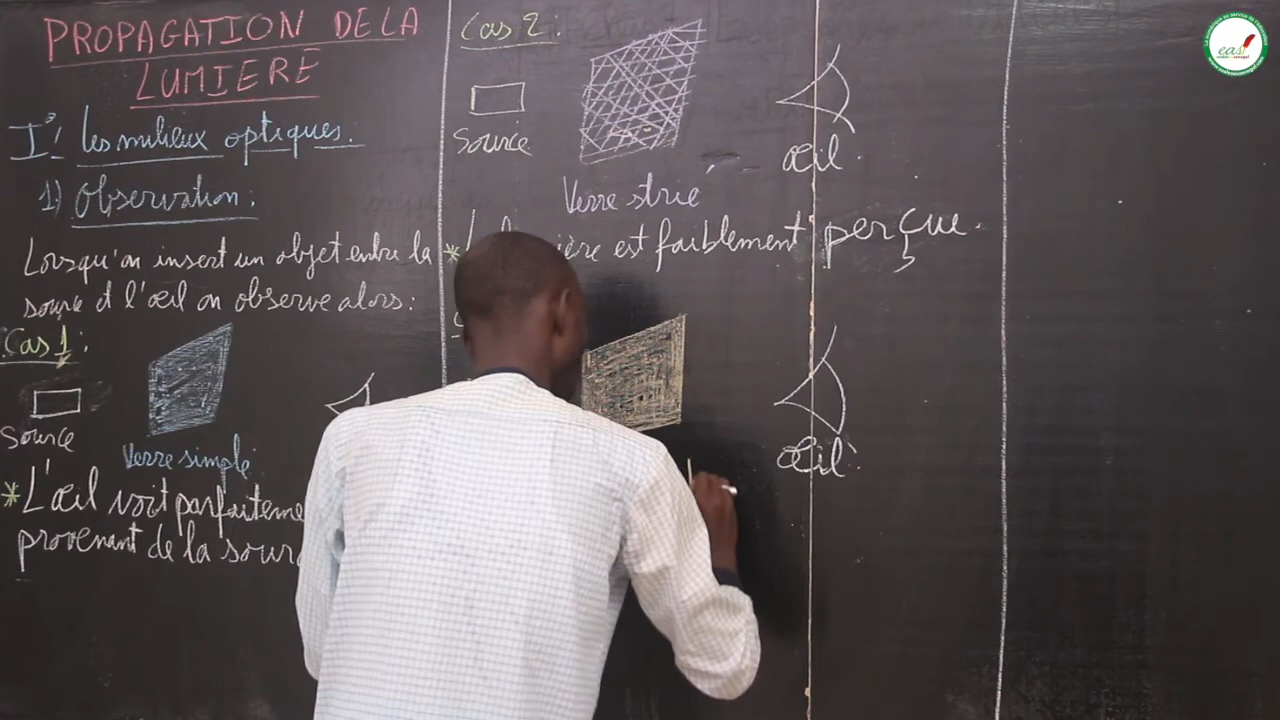 PROPAGATION DE LA
LUMIERE
I°/ Les milieux optiques.
1) Observation:
Lorsqu'on insert un objet entre la
source et l'œil on observe alors:
Cas 1:
Source
Verre simple
*L'œil voit parfaiteme
provenant de la sour
Cas 2:
Source
Verre strié
Œil.
* L
ière est faiblement perçue.
Œil
easi